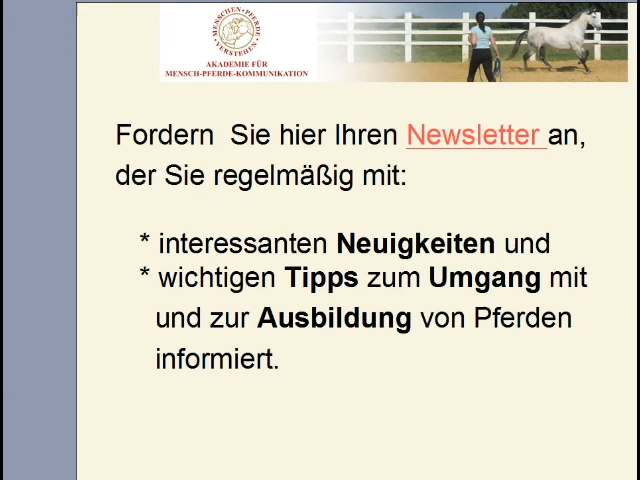 MENSCHEN·PFERDE
VERSTEHEN
AKADEMIE FÜR
MENSCH-PFERDE-KOMMUNIKATION
Fordern Sie hier Ihren Newsletter an,
der Sie regelmäßig mit:
* interessanten Neuigkeiten und
* wichtigen Tipps zum Umgang mit
und zur Ausbildung von Pferden
informiert.